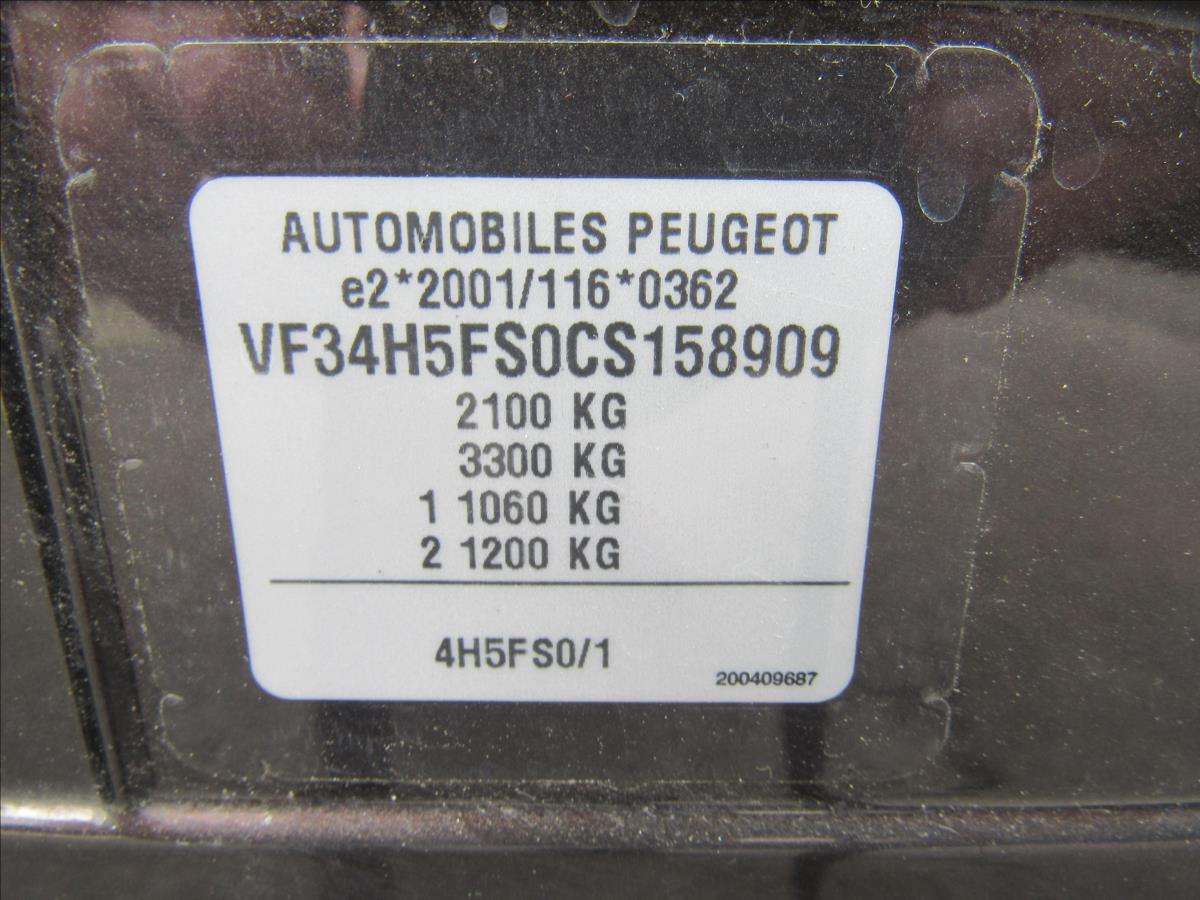 AUTOMOBILES PEUGEOT
e2*2001/116*0362
VF34H5FS0CS158909
2100 KG
3300 KG
1 1060 KG
2 1200 KG
4H5FS0/1
200409687